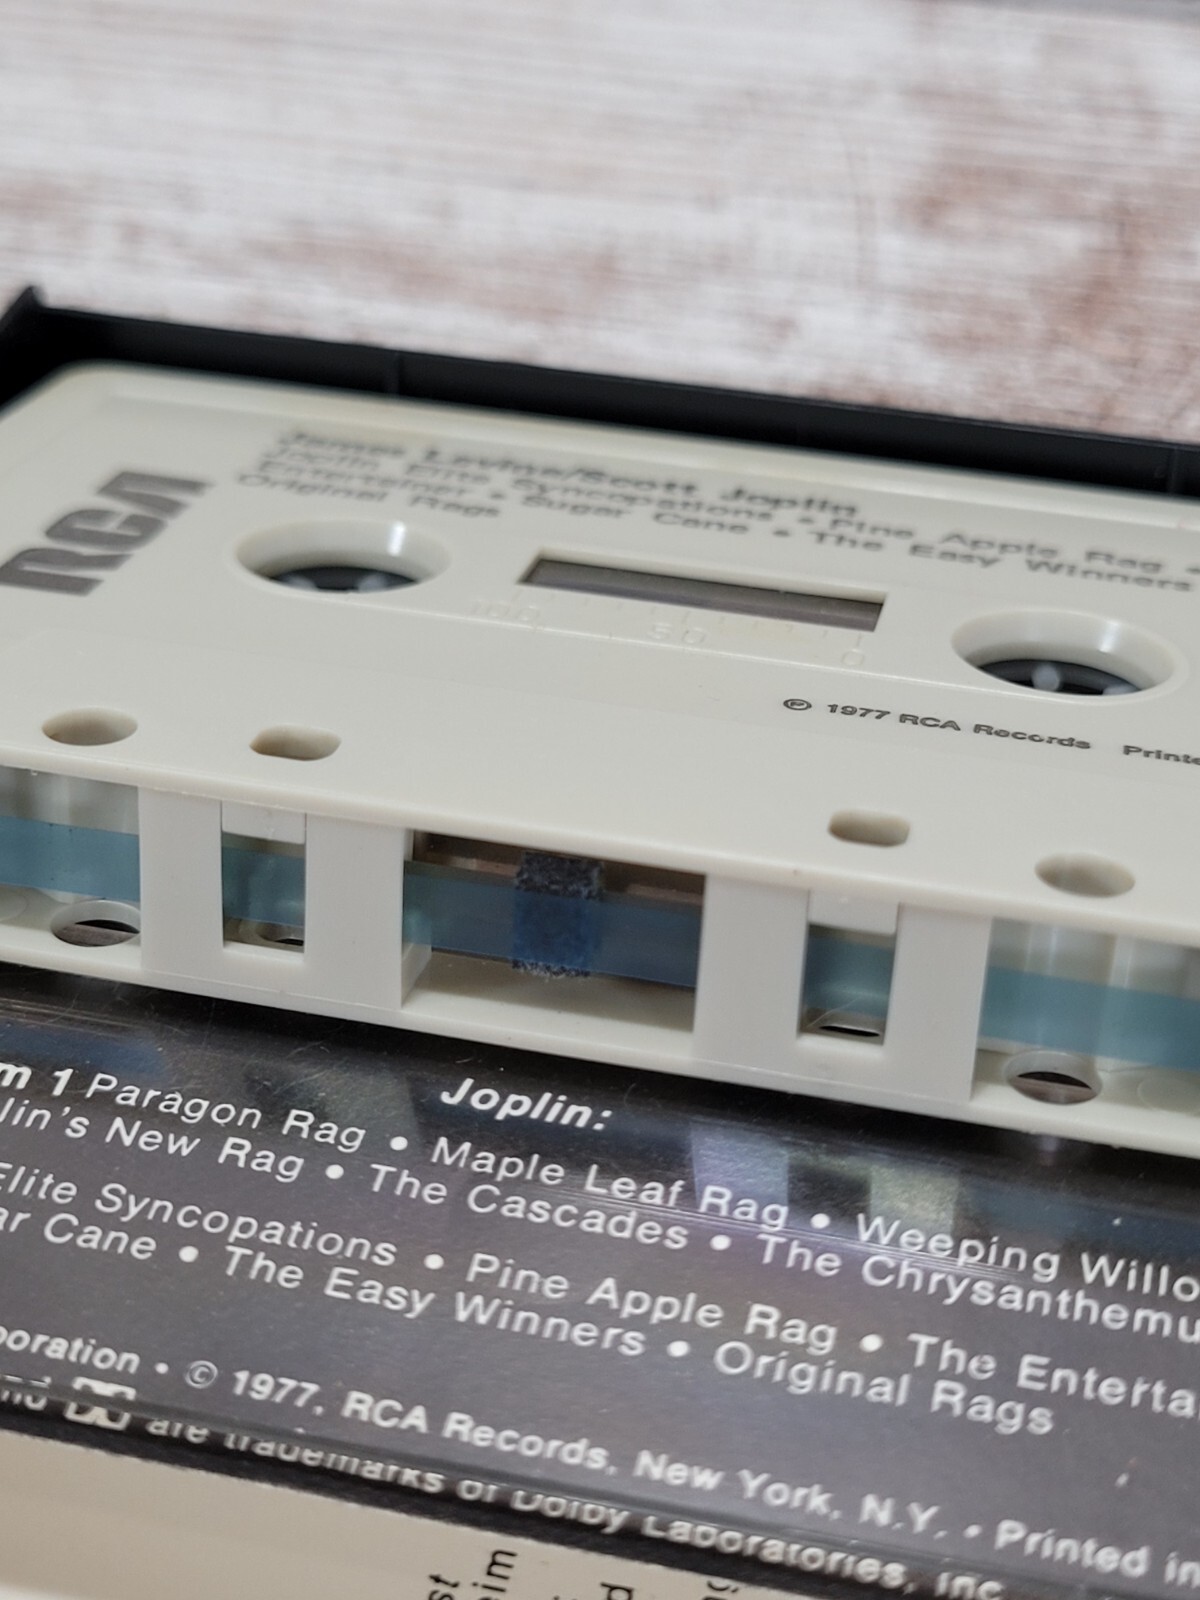 RCA
James Levine/Scott Joplin
Joplin Elite Syncopations • Pine Apple Rag •
Entertainer • Sugar Cane • The Easy Winners
Original Rags
100 50 0
℗ 1977 RCA Records Printe
Joplin:
m 1 Paragon Rag • Maple Leaf Rag • Weeping Willo
lin's New Rag • The Cascades • The Chrysanthemu
Elite Syncopations • Pine Apple Rag • The Enterta
ar Cane • The Easy Winners • Original Rags
poration • © 1977, RCA Records, New York, N.Y. • Printed in
are trademarks of Dolby Laboratories, Inc.
st
im